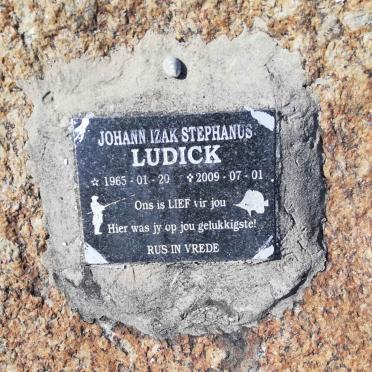 JOHANN IZAK STEPHANUS
LUDICK
☆ 1965 - 01 - 20 ✞ 2009 - 07 - 01
Ons is LIEF vir jou
Hier was jy op jou gelukkigste!
RUS IN VREDE